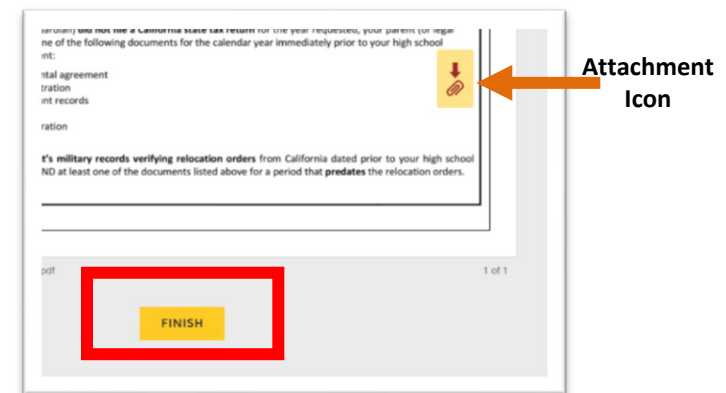 ardian) did not file a California state tax return for the year requested, your parent (or legal
ne of the following documents for the calendar year immediately prior to your high school
nt:
ntal agreement
tration
nt records
ration
t's military records verifying relocation orders from California dated prior to your high school
ND at least one of the documents listed above for a period that predates the relocation orders.
pdf
1 of 1
FINISH
Attachment
Icon